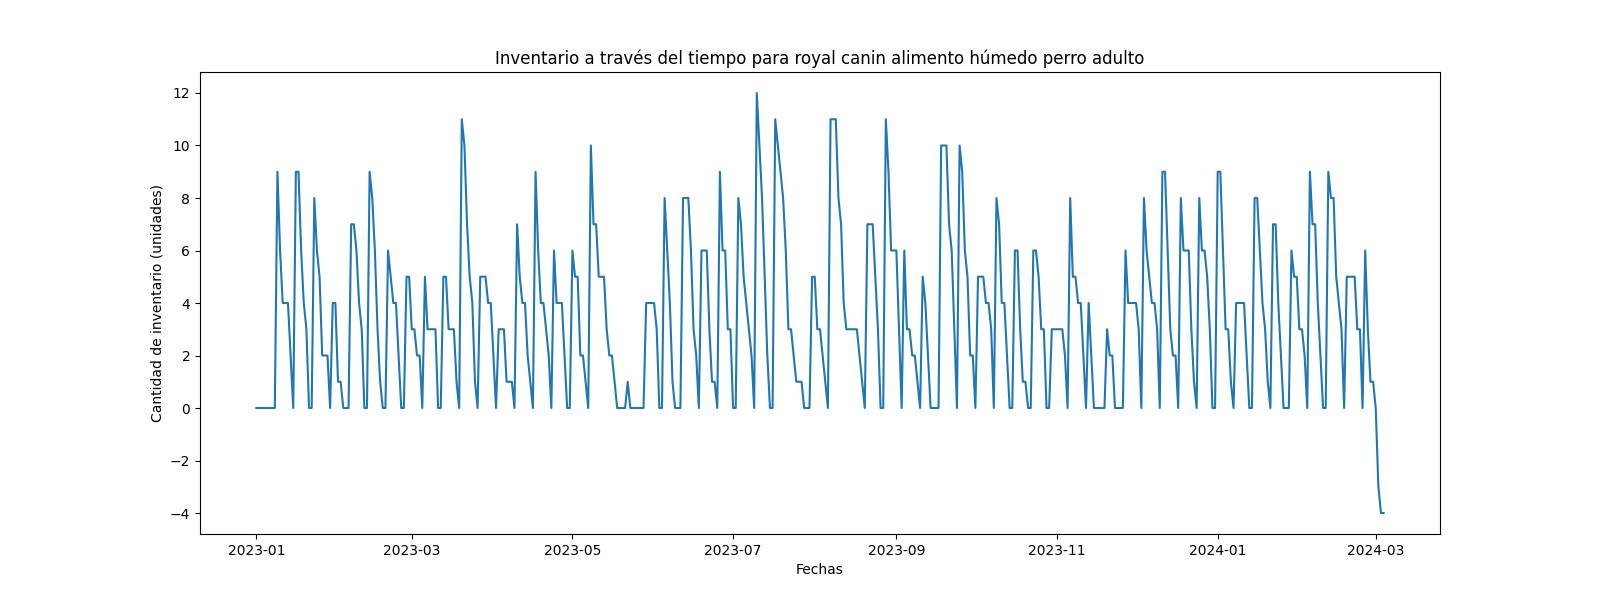 Inventario a través del tiempo para royal canin alimento húmedo perro adulto
12
10
8
6
4
2
0
−2
−4
Cantidad de inventario (unidades)
2023-01 2023-03 2023-05 2023-07 2023-09 2023-11 2024-01 2024-03
Fechas